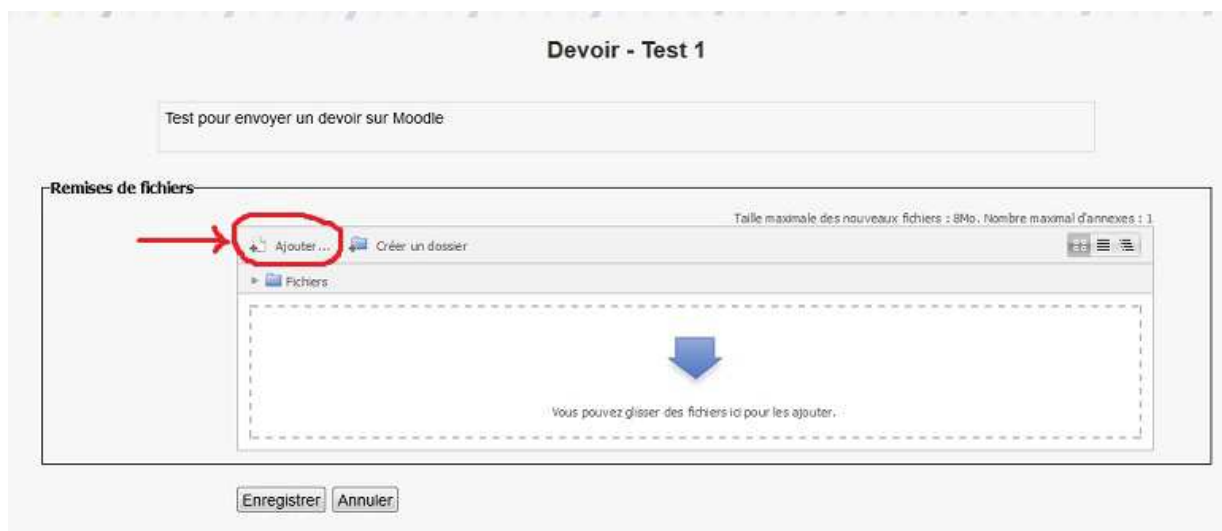 Devoir - Test 1
Test pour envoyer un devoir sur Moodle
Remises de fichiers
Taille maximale des nouveaux fichiers : 8Mo. Nombre maximal d'annexes : 1
Ajouter... Créer un dossier
Fichiers
Vous pouvez glisser des fichiers ici pour les ajouter.
Enregistrer Annuler